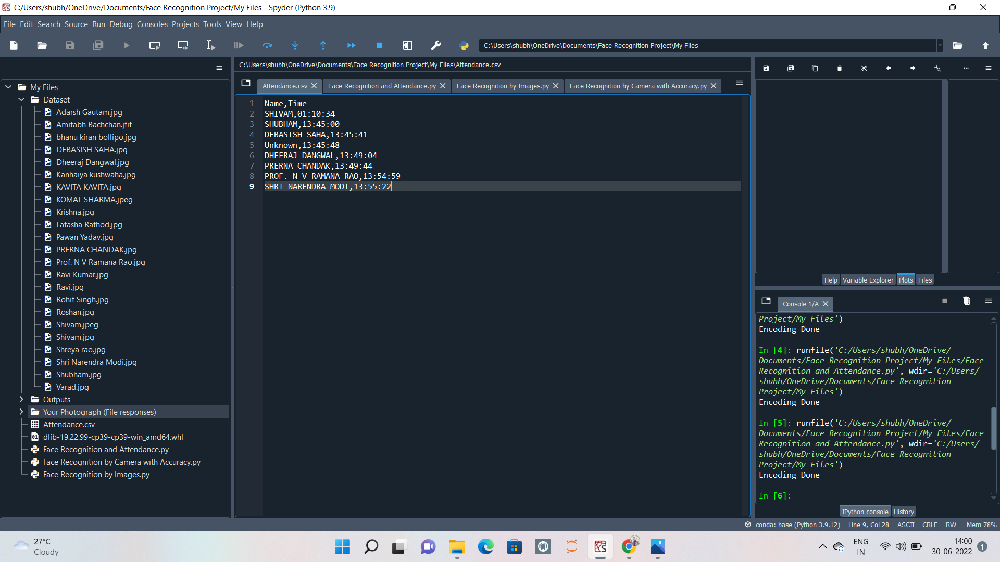 C:/Users/shubh/OneDrive/Documents/Face Recognition Project/My Files - Spyder (Python 3.9)
File Edit Search Source Run Debug Consoles Projects Tools View Help
C:\Users\shubh\OneDrive\Documents\Face Recognition Project\My Files
My Files
Dataset
Adarsh Gautam.jpg
Amitabh Bachchan.jfif
bhanu kiran bollipo.jpg
DEBASISH SAHA.jpg
Dheeraj Dangwal.jpg
Kanhaiya kushwaha.jpg
KAVITA KAVITA.jpg
KOMAL SHARMA.jpeg
Krishna.jpg
Latasha Rathod.jpg
Pawan Yadav.jpg
PRERNA CHANDAK.jpg
Prof. N V Ramana Rao.jpg
Ravi Kumar.jpg
Ravi.jpg
Rohit Singh.jpg
Roshan.jpg
Shivam.jpeg
Shivam.jpg
Shreya rao.jpg
Shri Narendra Modi.jpg
Shubham.jpg
Varad.jpg
Outputs
Your Photograph (File responses)
Attendance.csv
dlib-19.22.99-cp39-cp39-win_amd64.whl
Face Recognition and Attendance.py
Face Recognition by Camera with Accuracy.py
Face Recognition by Images.py
C:\Users\shubh\OneDrive\Documents\Face Recognition Project\My Files\Attendance.csv
Attendance.csv Face Recognition and Attendance.py Face Recognition by Images.py Face Recognition by Camera with Accuracy.py
1 Name,Time
2 SHIVAM,01:10:34
3 SHUBHAM,13:45:00
4 DEBASISH SAHA,13:45:41
5 Unknown,13:45:48
6 DHEERAJ DANGWAL,13:49:04
7 PRERNA CHANDAK,13:49:44
8 PROF. N V RAMANA RAO,13:54:59
9 SHRI NARENDRA MODI,13:55:22
Help Variable Explorer Plots Files
Console 1/A
Project/My Files')
Encoding Done
In [4]: runfile('C:/Users/shubh/OneDrive/
Documents/Face Recognition Project/My Files/Face
Recognition and Attendance.py', wdir='C:/Users/
shubh/OneDrive/Documents/Face Recognition
Project/My Files')
Encoding Done
In [5]: runfile('C:/Users/shubh/OneDrive/
Documents/Face Recognition Project/My Files/Face
Recognition and Attendance.py', wdir='C:/Users/
shubh/OneDrive/Documents/Face Recognition
Project/My Files')
Encoding Done
In [6]:
IPython console History
conda: base (Python 3.9.12) Line 9, Col 28 ASCII CRLF RW Mem 78%
27°C
Cloudy
ENG
IN
14:00
30-06-2022
1